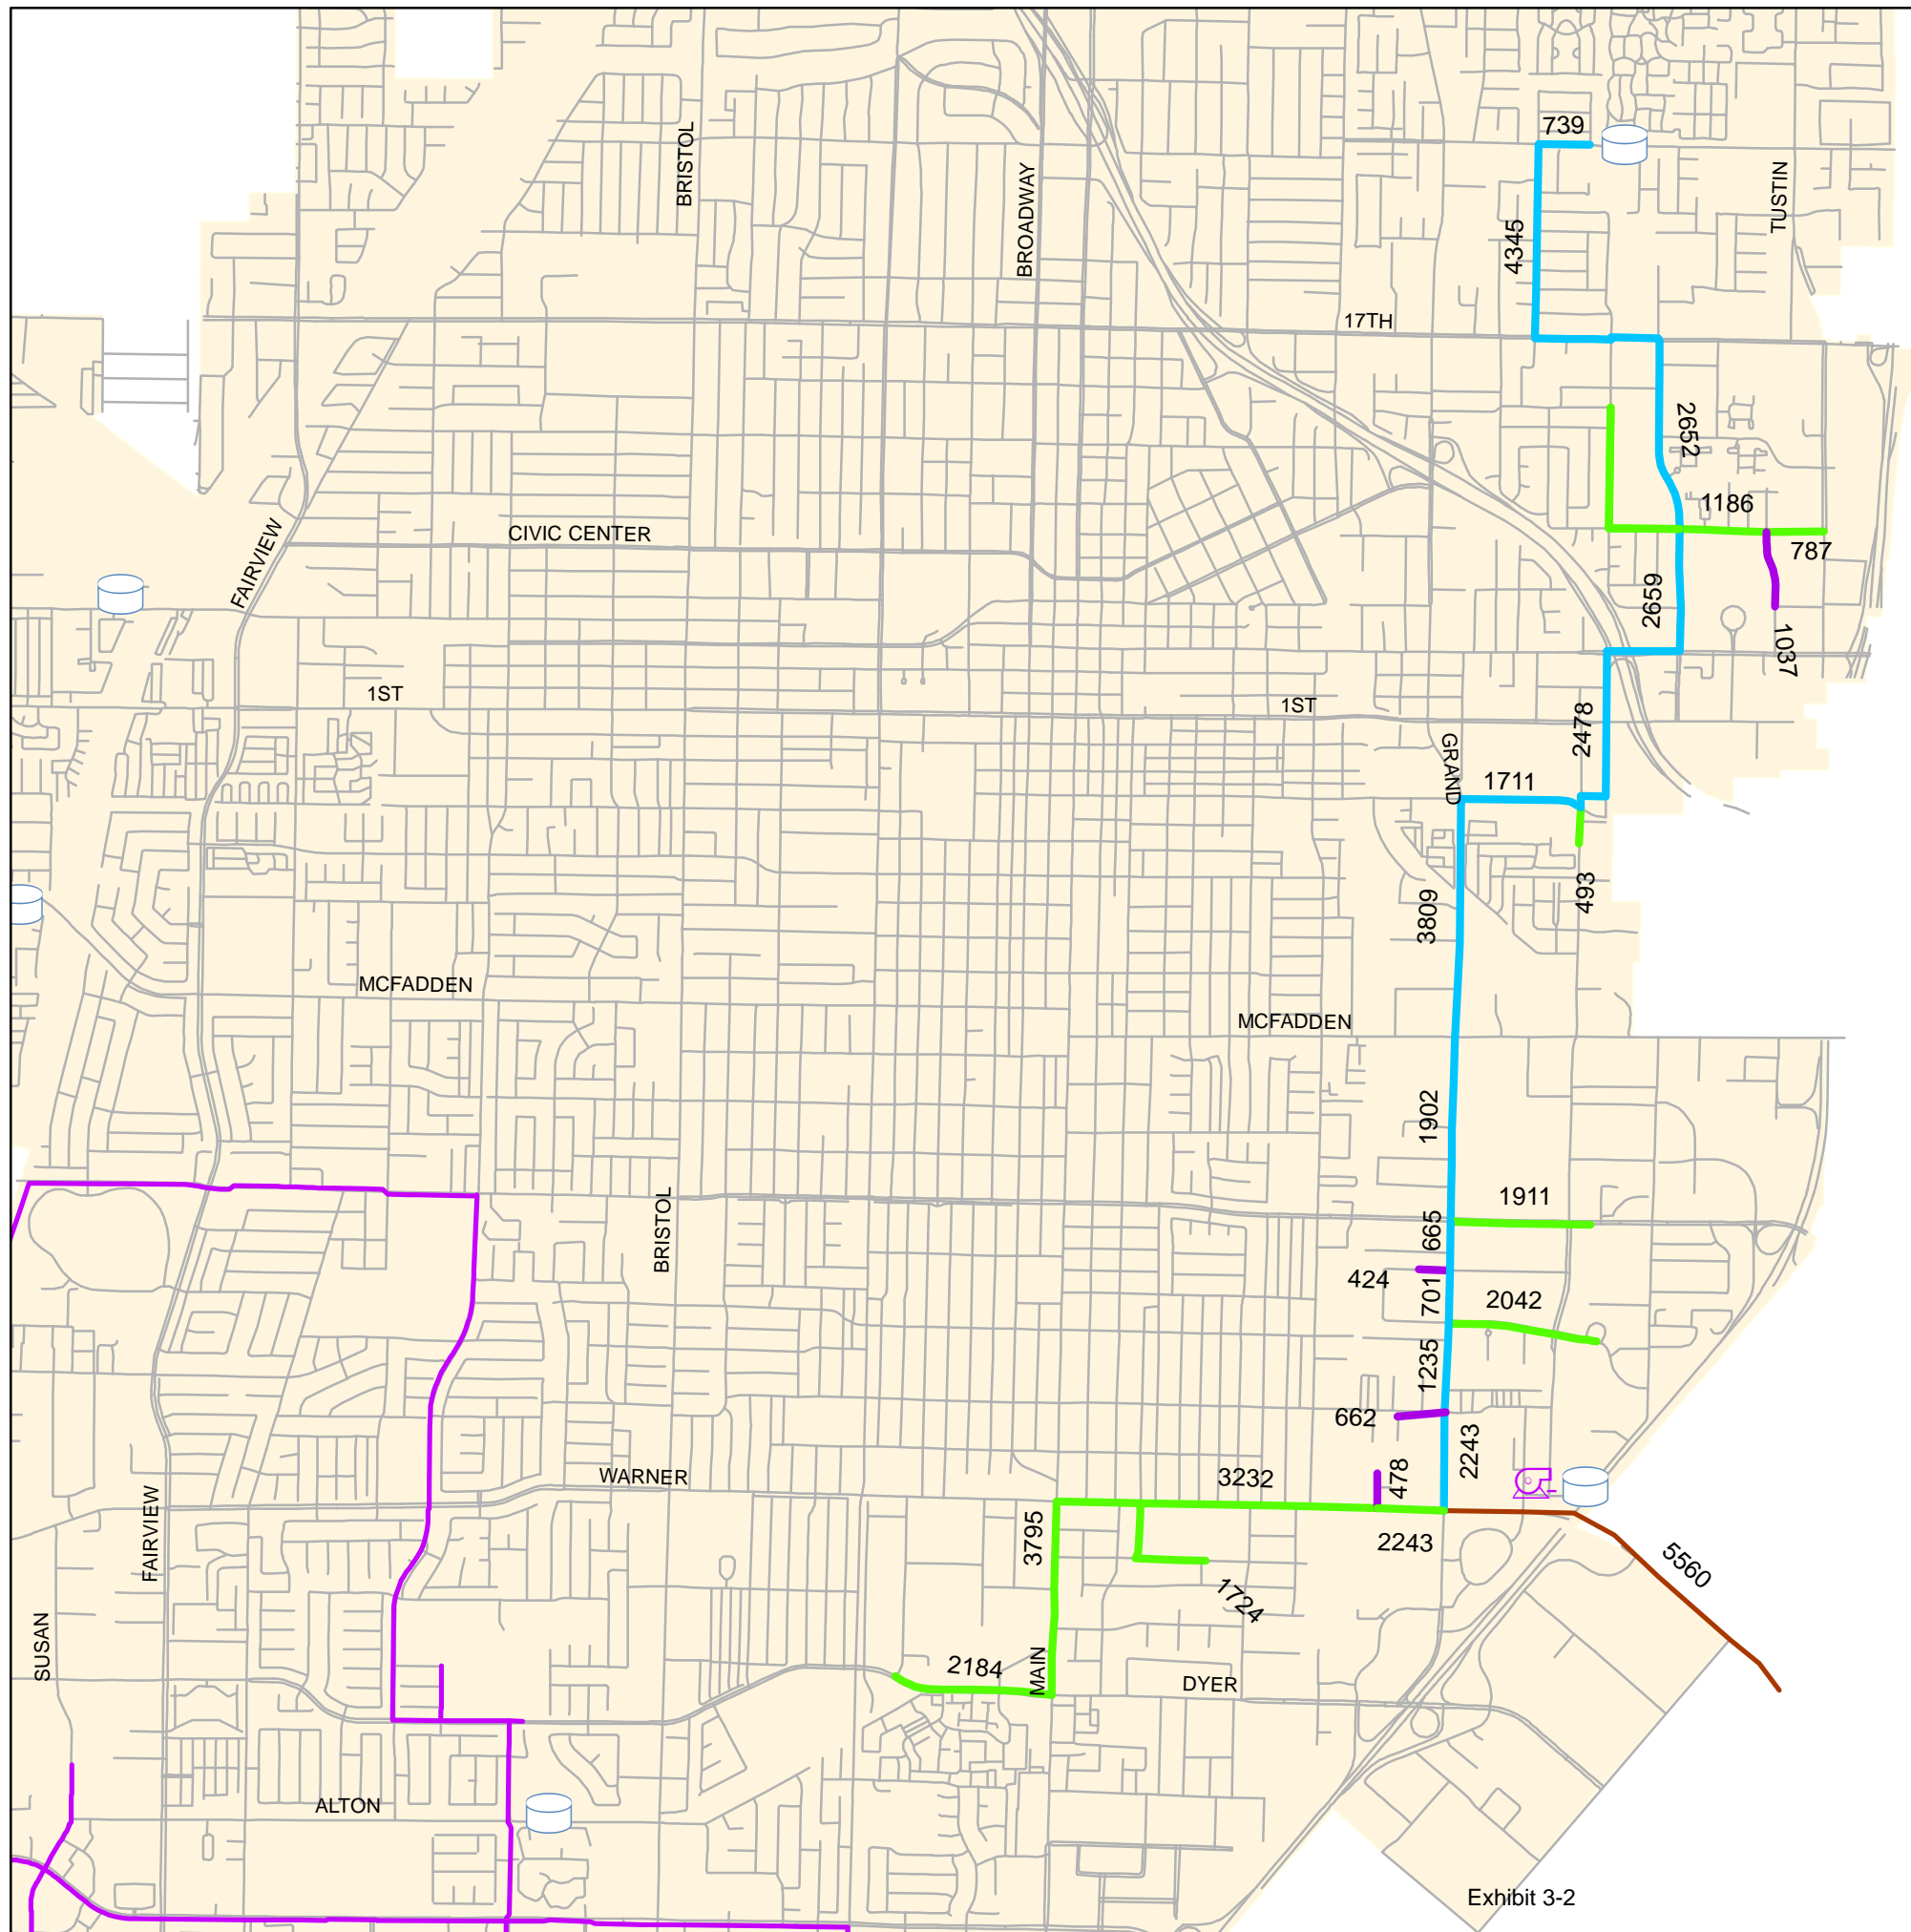 739
BRISTOL
TUSTIN
BROADWAY
4345
17TH
2652
1186
CIVIC CENTER
787
FAIRVIEW
2659
1037
1ST
1ST
2478
GRAND
1711
493
3809
MCFADDEN
MCFADDEN
1902
1911
BRISTOL
665
424
701
2042
1235
662
2243
WARNER
3232
478
FAIRVIEW
3795
2243
5560
1724
SUSAN
2184
MAIN
DYER
ALTON
Exhibit 3-2